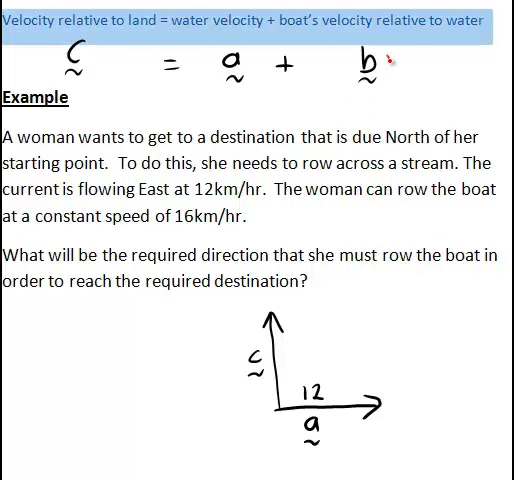 Velocity relative to land = water velocity + boat's velocity relative to water
c = a + b
~ ~ ~
Example
A woman wants to get to a destination that is due North of her
starting point. To do this, she needs to row across a stream. The
current is flowing East at 12km/hr. The woman can row the boat
at a constant speed of 16km/hr.
What will be the required direction that she must row the boat in
order to reach the required destination?
c
~
12
a
~